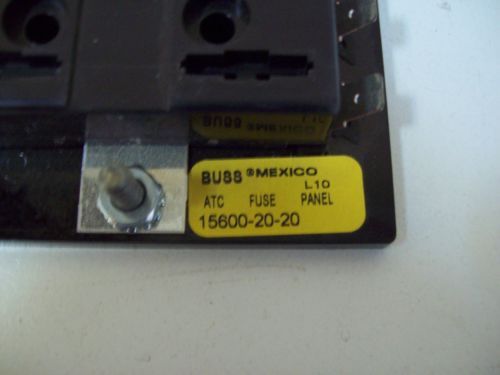 BUSS ®MEXICO
L10
ATC FUSE PANEL
15600-20-20